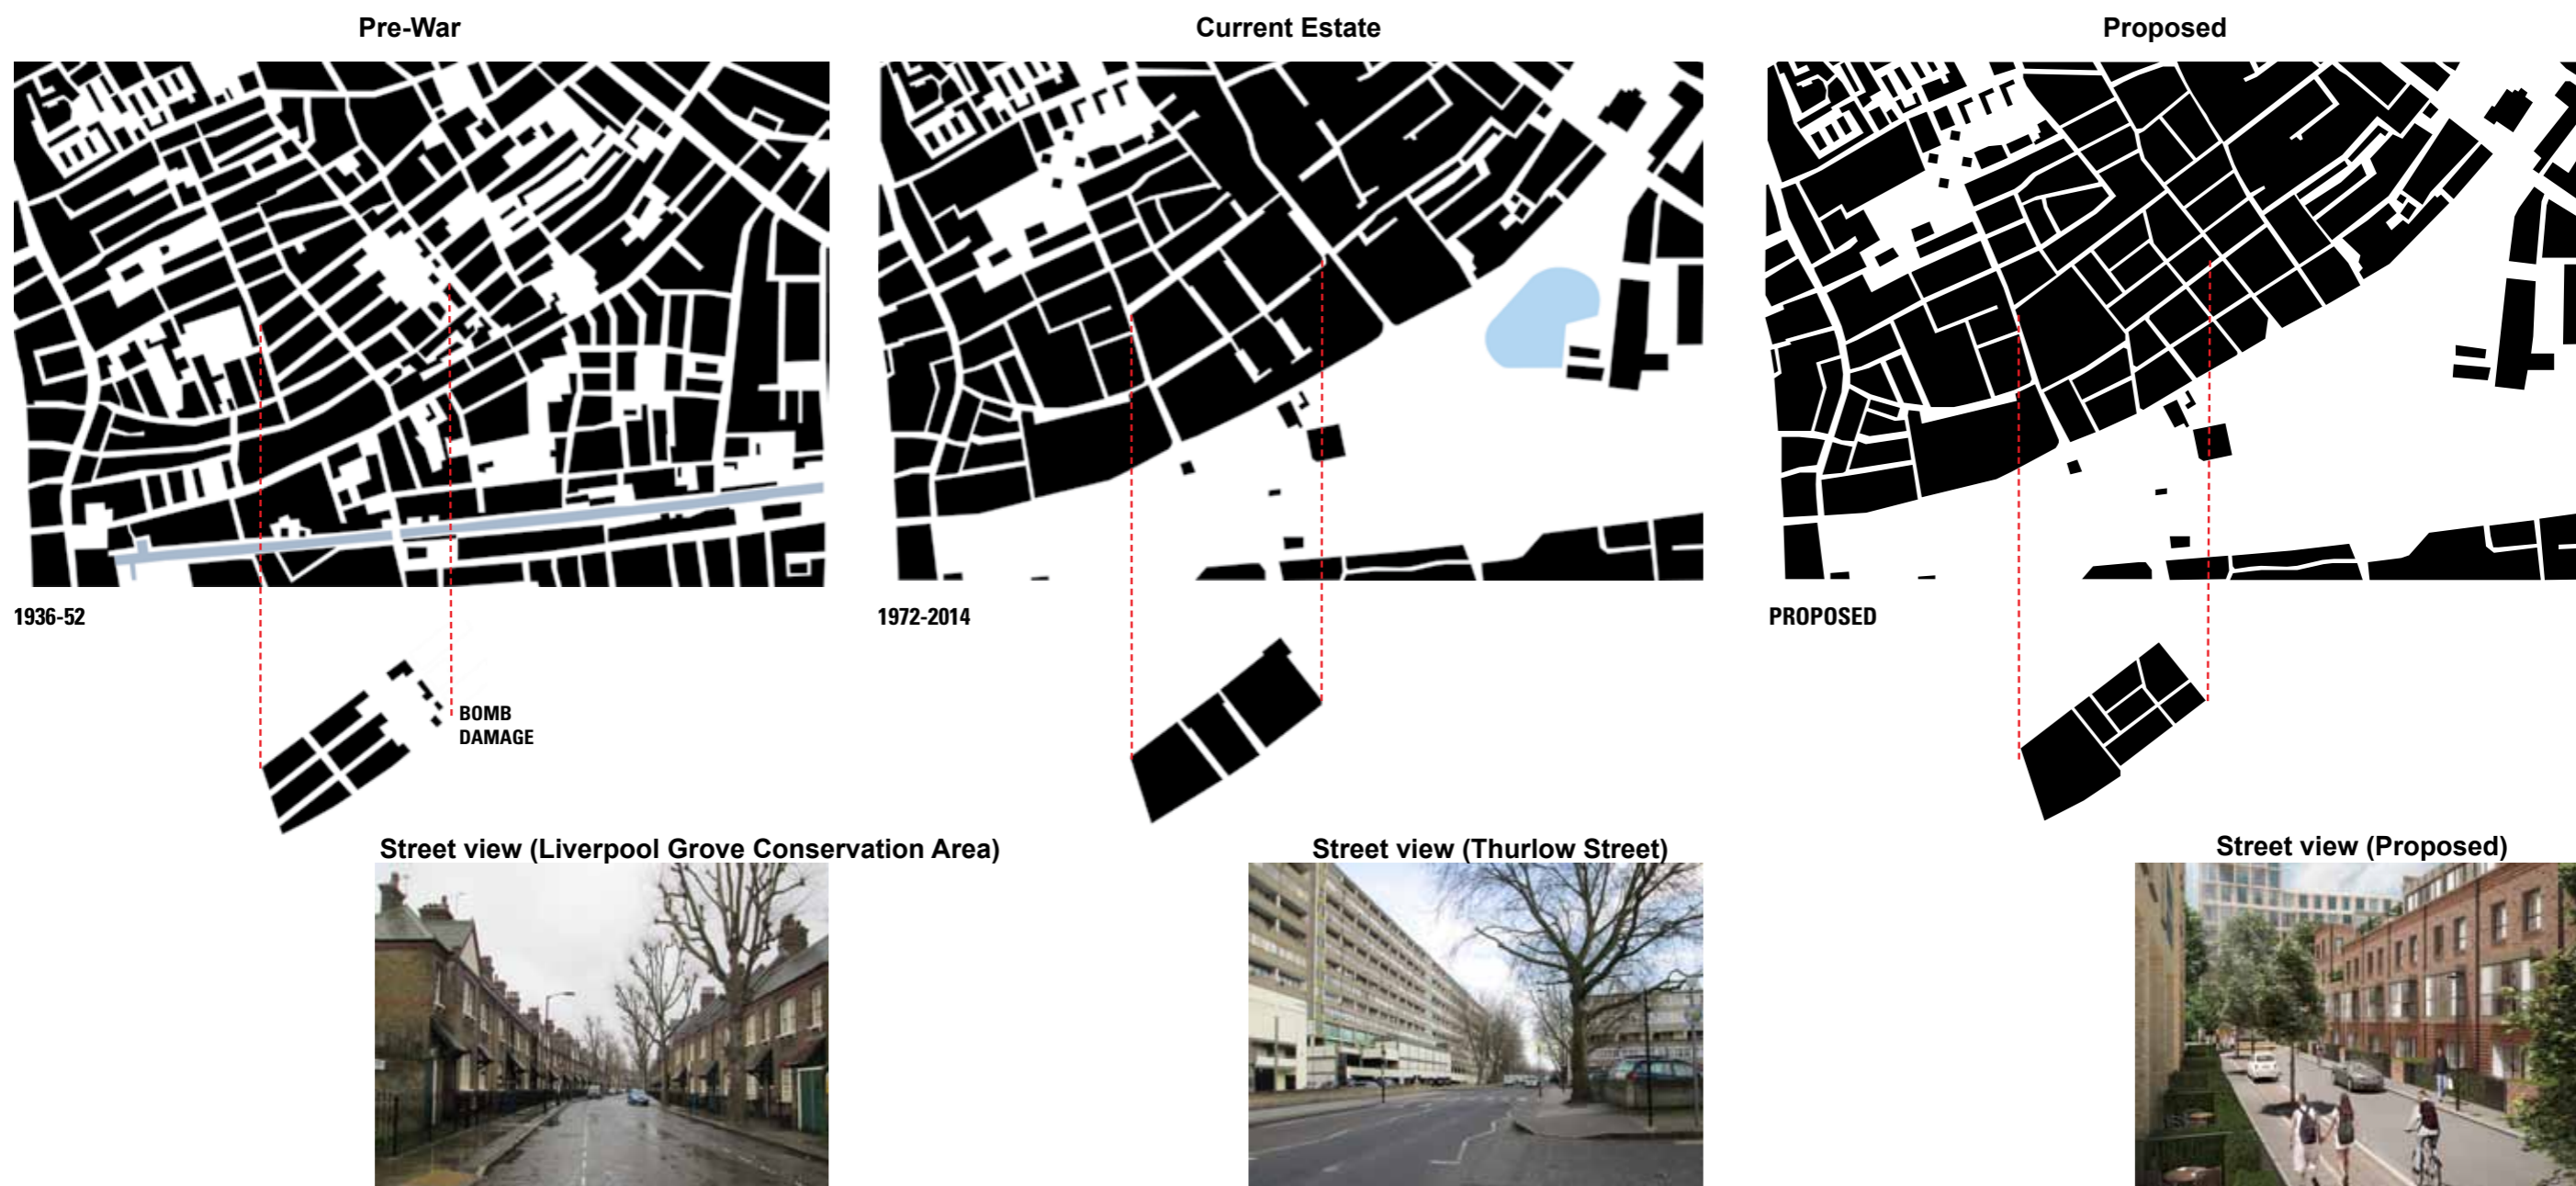 Pre-War
Current Estate
Proposed
1936-52
1972-2014
PROPOSED
BOMB
DAMAGE
Street view (Liverpool Grove Conservation Area)
Street view (Thurlow Street)
Street view (Proposed)